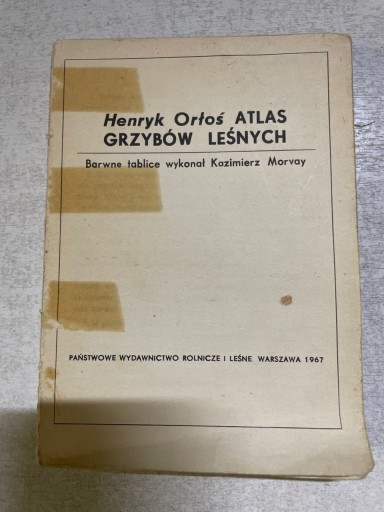 Henryk Orłoś ATLAS
GRZYBÓW LEŚNYCH
Barwne tablice wykonał Kazimierz Morvay
PAŃSTWOWE WYDAWNICTWO ROLNICZE I LEŚNE WARSZAWA 1967